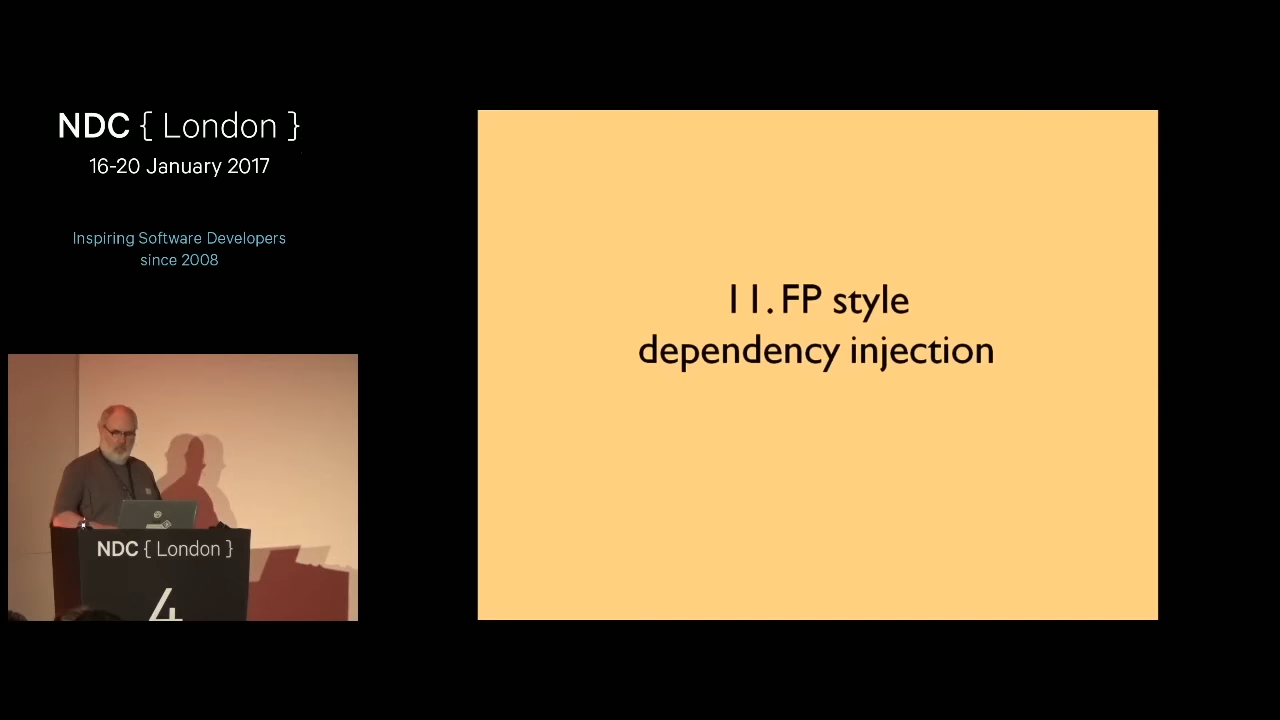 NDC { London }
16-20 January 2017
Inspiring Software Developers
since 2008
11. FP style
dependency injection
NDC { London }
4